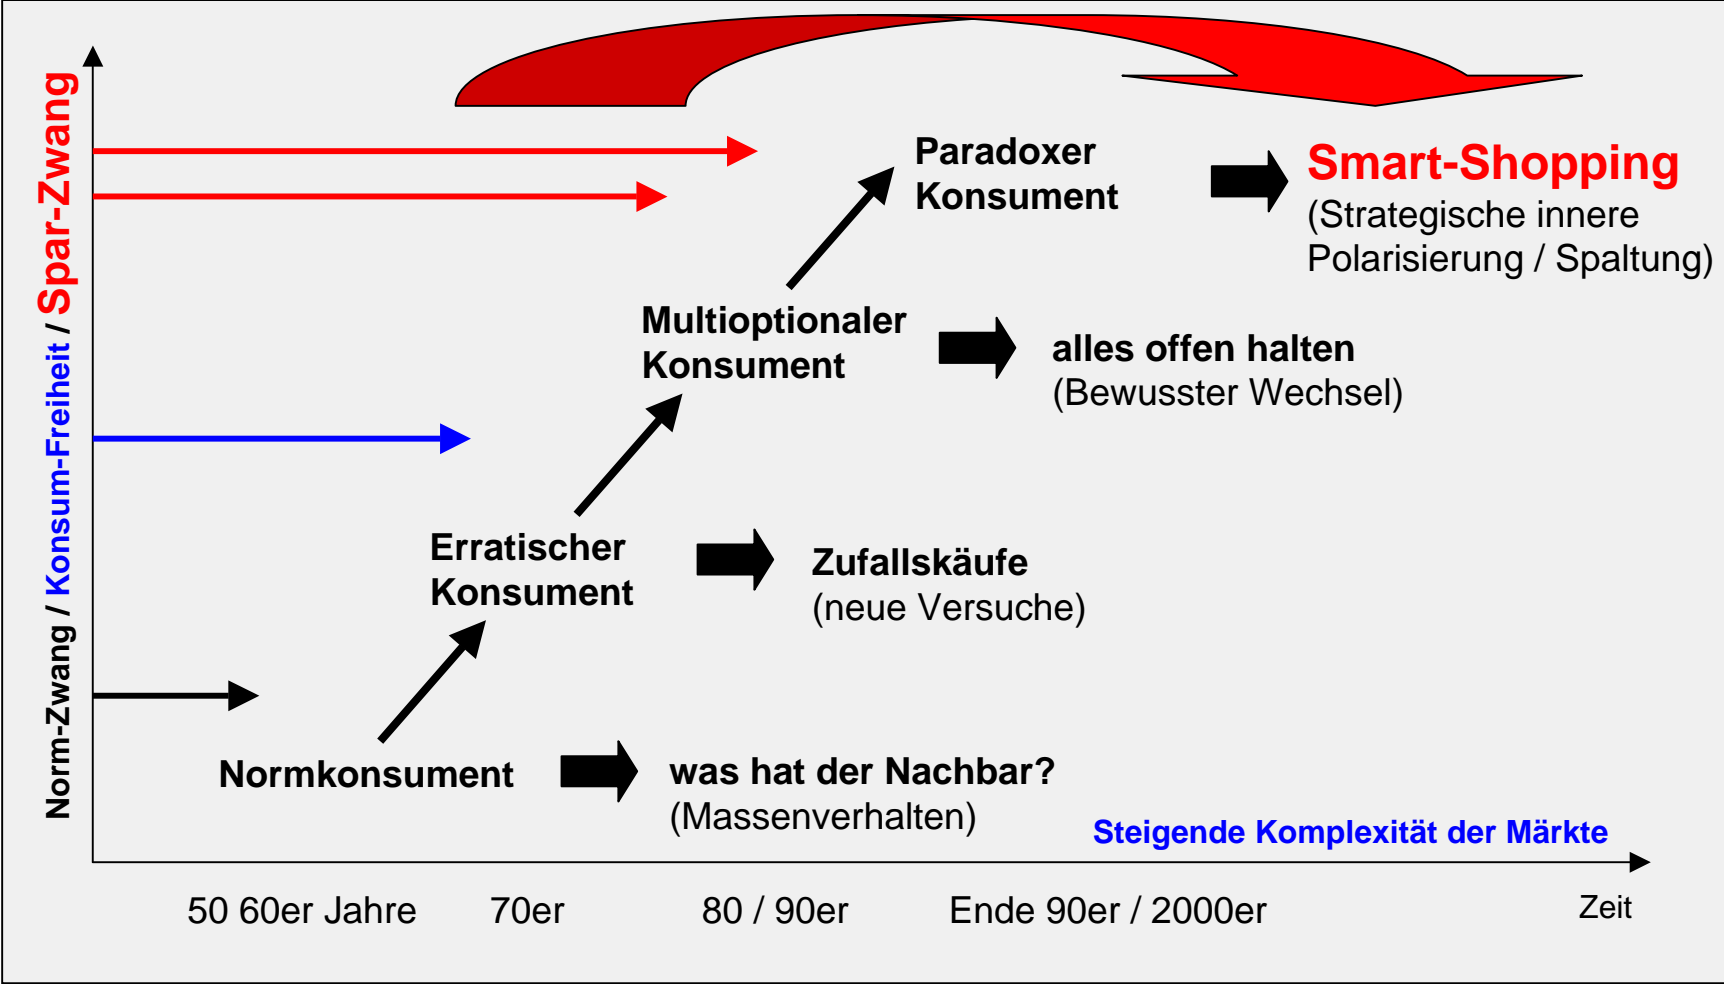 Norm-Zwang / Konsum-Freiheit / Spar-Zwang
Paradoxer
Konsument
Smart-Shopping
(Strategische innere
Polarisierung / Spaltung)
Multioptionaler
Konsument
alles offen halten
(Bewusster Wechsel)
Erratischer
Konsument
Zufallskäufe
(neue Versuche)
Normkonsument
was hat der Nachbar?
(Massenverhalten)
Steigende Komplexität der Märkte
50 60er Jahre
70er
80 / 90er
Ende 90er / 2000er
Zeit